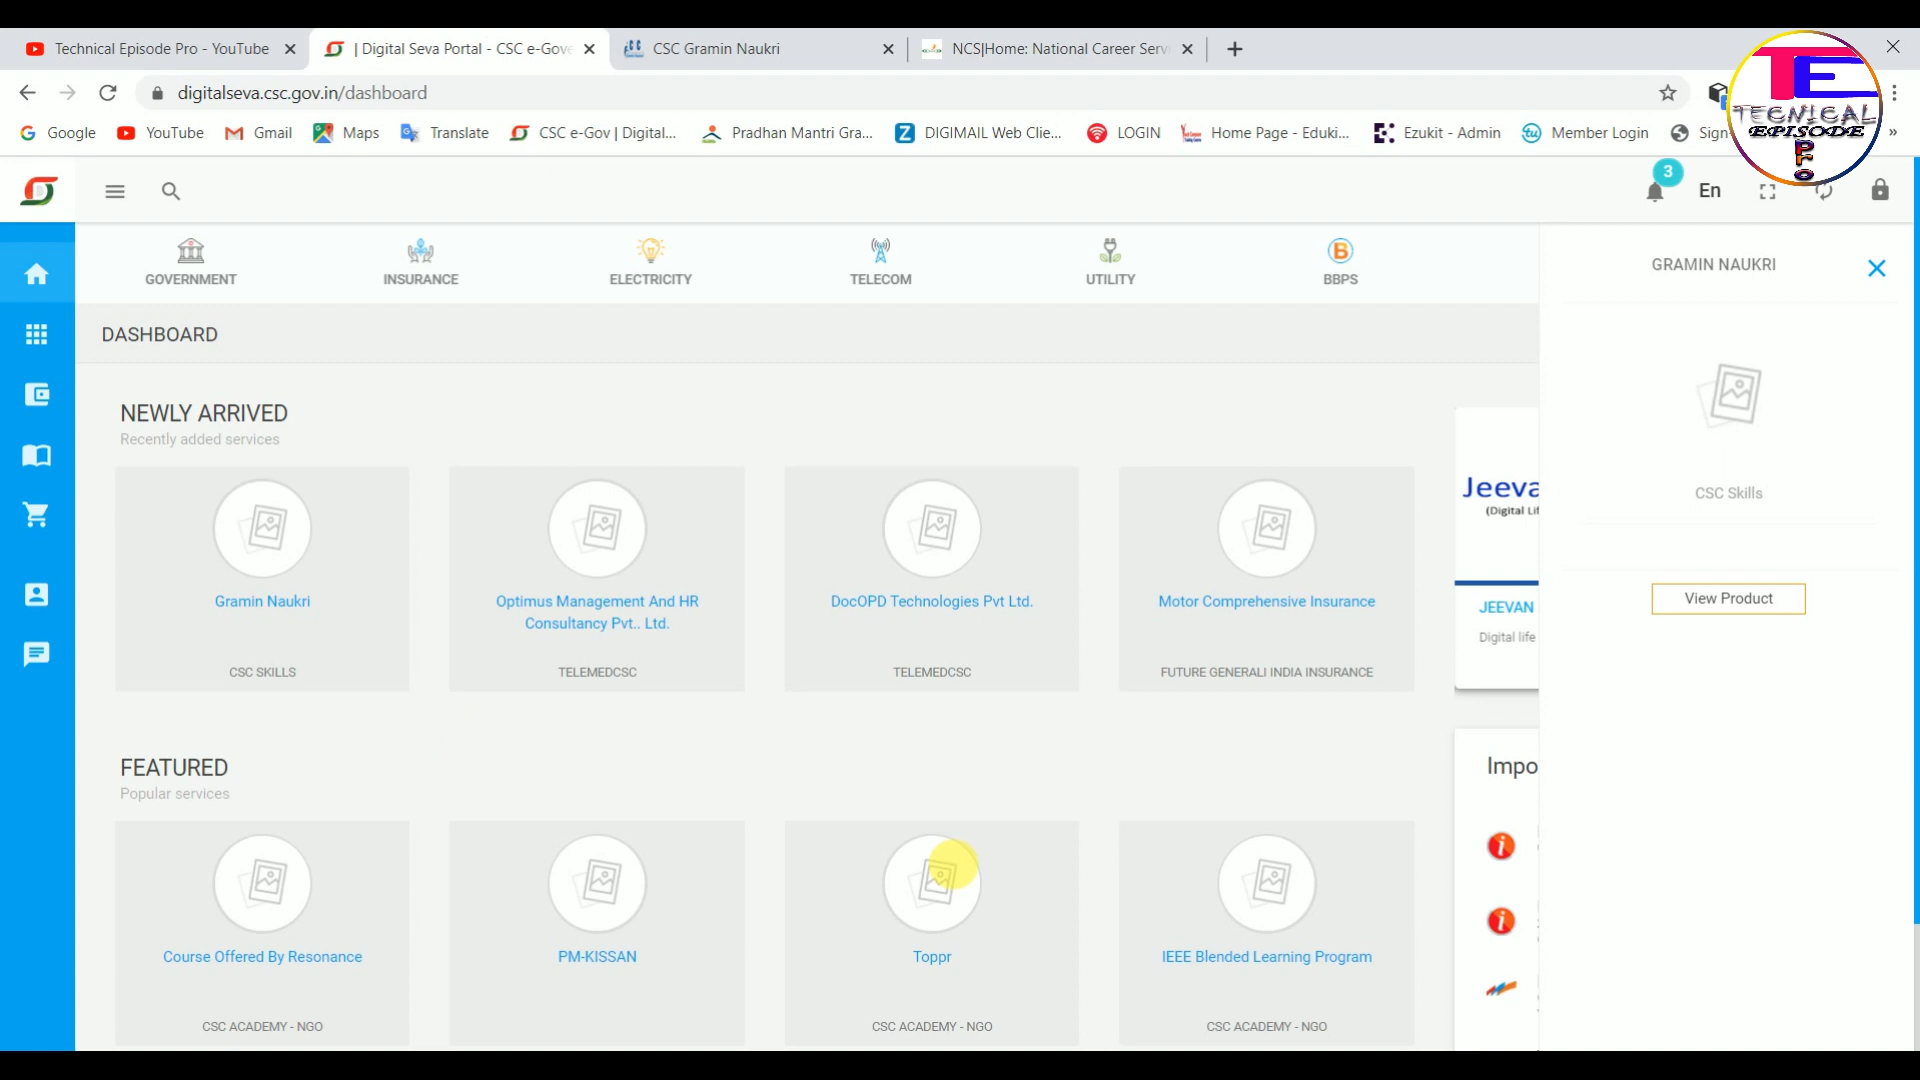 Technical Episode Pro - YouTube
| Digital Seva Portal - CSC e-Gove
CSC Gramin Naukri
NCS|Home: National Career Serv
digitalseva.csc.gov.in/dashboard
Google
YouTube
Gmail
Maps
Translate
CSC e-Gov | Digital...
Pradhan Mantri Gra...
DIGIMAIL Web Clie...
LOGIN
Home Page - Eduki...
Ezukit - Admin
Member Login
Sign
TE
TECNICAL
EPISODE
Pro
3
En
GOVERNMENT
INSURANCE
ELECTRICITY
TELECOM
UTILITY
BBPS
GRAMIN NAUKRI
DASHBOARD
NEWLY ARRIVED
Recently added services
Gramin Naukri
CSC SKILLS
Optimus Management And HR
Consultancy Pvt.. Ltd.
TELEMEDCSC
DocOPD Technologies Pvt Ltd.
TELEMEDCSC
Motor Comprehensive Insurance
FUTURE GENERALI INDIA INSURANCE
Jeeva
(Digital Lif
JEEVAN
Digital life
CSC Skills
View Product
FEATURED
Popular services
Course Offered By Resonance
CSC ACADEMY - NGO
PM-KISSAN
Toppr
CSC ACADEMY - NGO
IEEE Blended Learning Program
CSC ACADEMY - NGO
Impo